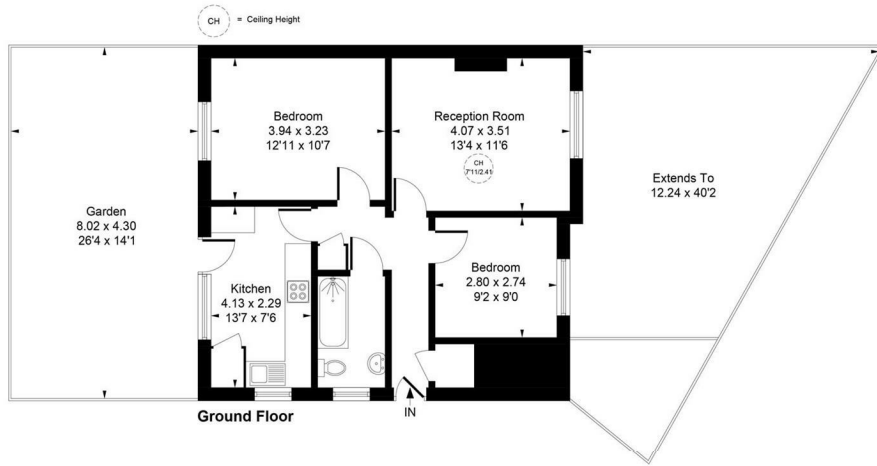 CH = Ceiling Height
Bedroom
3.94 x 3.23
12'11 x 10'7
Reception Room
4.07 x 3.51
13'4 x 11'6
CH
7'11/2.41
Extends To
12.24 x 40'2
Garden
8.02 x 4.30
26'4 x 14'1
Kitchen
4.13 x 2.29
13'7 x 7'6
Bedroom
2.80 x 2.74
9'2 x 9'0
Ground Floor
IN